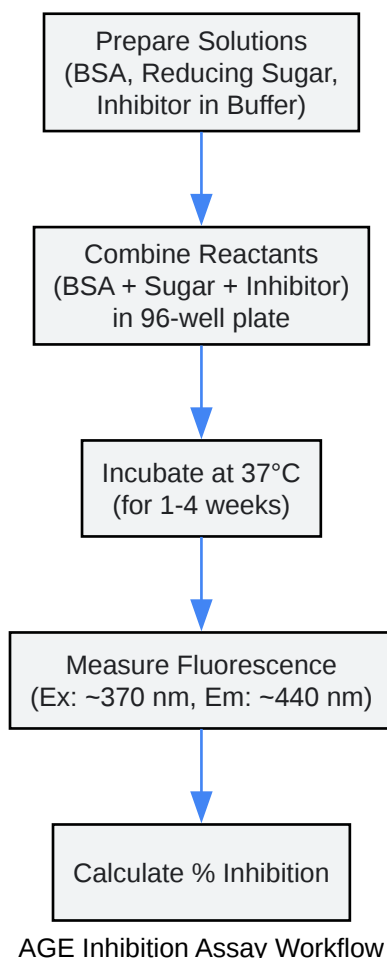 Prepare Solutions
(BSA, Reducing Sugar,
Inhibitor in Buffer)
Combine Reactants
(BSA + Sugar + Inhibitor)
in 96-well plate
Incubate at 37°C
(for 1-4 weeks)
Measure Fluorescence
(Ex: ~370 nm, Em: ~440 nm)
Calculate % Inhibition
AGE Inhibition Assay Workflow